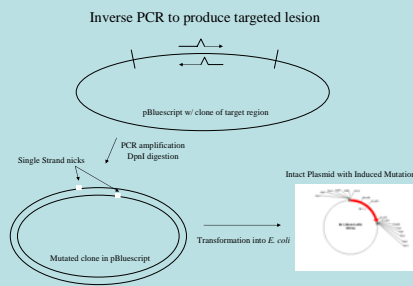 Inverse PCR to produce targeted lesion
pBluescript w/ clone of target region
PCR amplification
DpnI digestion
Single Strand nicks
Intact Plasmid with Induced Mutation
Transformation into E. coli
Mutated clone in pBluescript